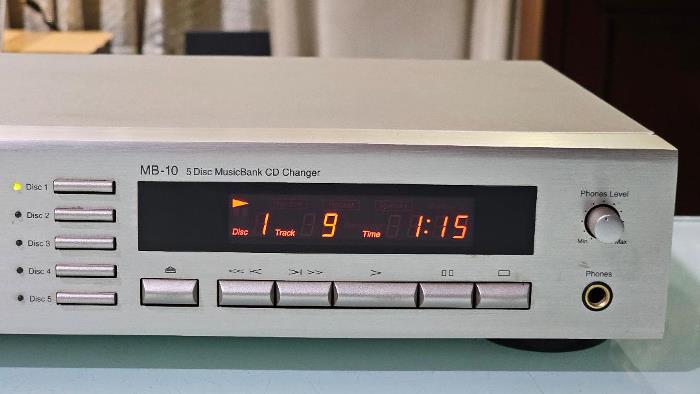 MB-10 5 Disc MusicBank CD Changer
Disc 1
Disc 2
Disc 3
Disc 4
Disc 5
Disc 1 Track 9 Time 1:15
Phones Level
Min Max
Phones